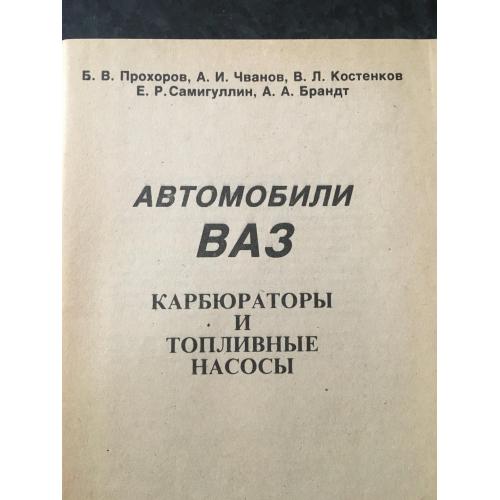 Б. В. Прохоров, А. И. Чванов, В. Л. Костенков
Е. Р. Самигуллин, А. А. Брандт
АВТОМОБИЛИ
ВАЗ
КАРБЮРАТОРЫ
И
ТОПЛИВНЫЕ
НАСОСЫ